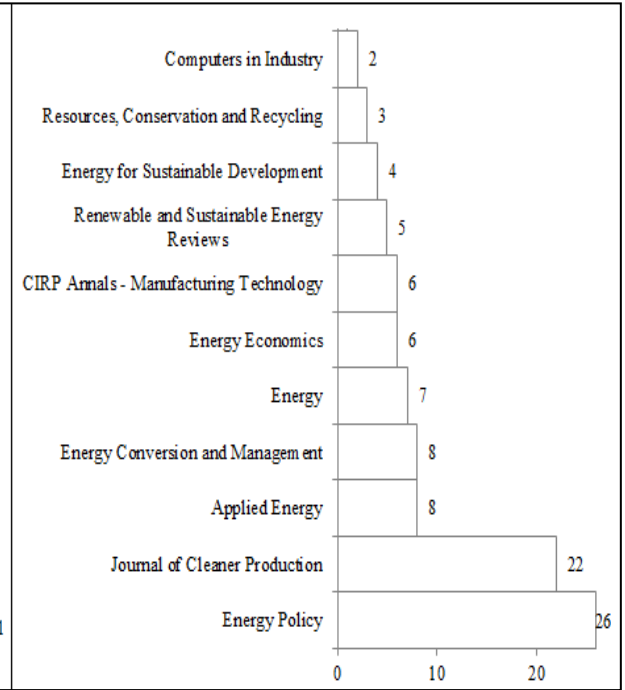 Computers in Industry 2
Resources, Conservation and Recycling 3
Energy for Sustainable Development 4
Renewable and Sustainable Energy
Reviews 5
CIRP Annals - Manufacturing Technology 6
Energy Economics 6
Energy 7
Energy Conversion and Management 8
Applied Energy 8
Journal of Cleaner Production 22
Energy Policy 26
0 10 20